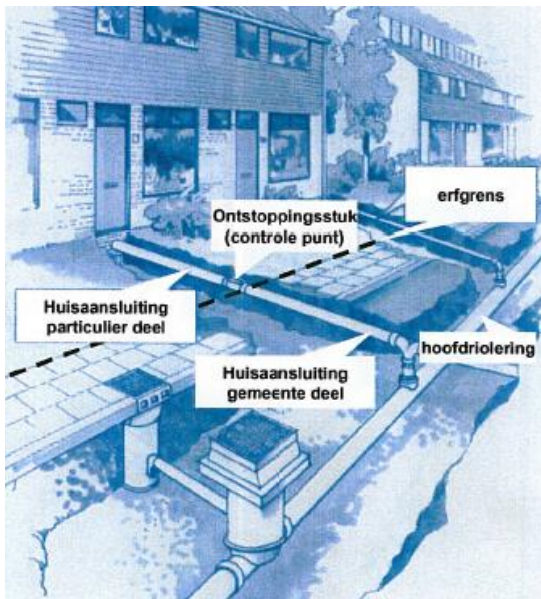 erfgrens
Ontstoppingsstuk
(controle punt)
Huisaansluiting
particulier deel
hoofdriolering
Huisaansluiting
gemeente deel